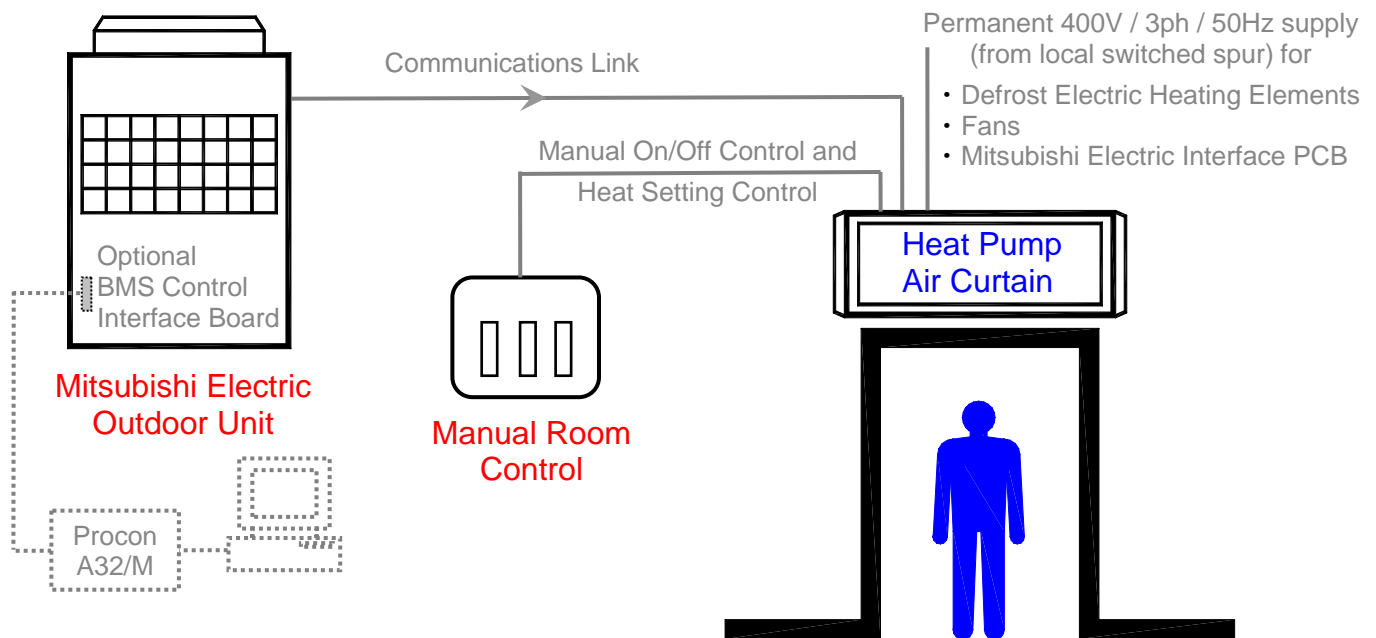 Permanent 400V / 3ph / 50Hz supply
(from local switched spur) for
• Defrost Electric Heating Elements
• Fans
• Mitsubishi Electric Interface PCB
Communications Link
Manual On/Off Control and
Heat Setting Control
Heat Pump
Air Curtain
Optional
BMS Control
Interface Board
Mitsubishi Electric
Outdoor Unit
Manual Room
Control
Procon
A32/M